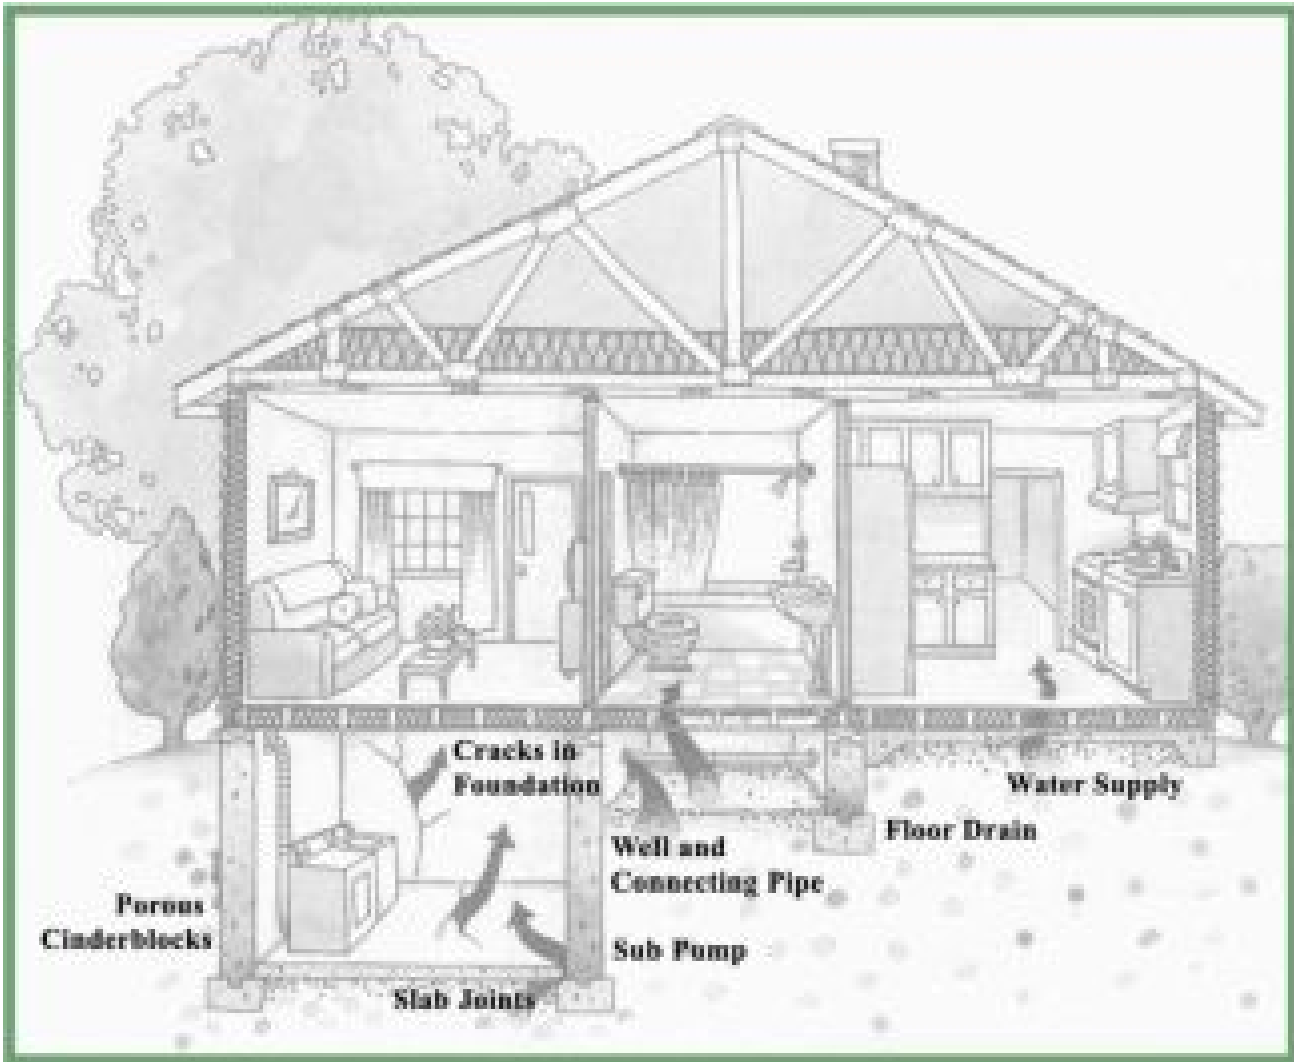 Cracks in
Foundation
Water Supply
Floor Drain
Well and
Connecting Pipe
Porous
Cinderblocks
Sub Pump
Slab Joints